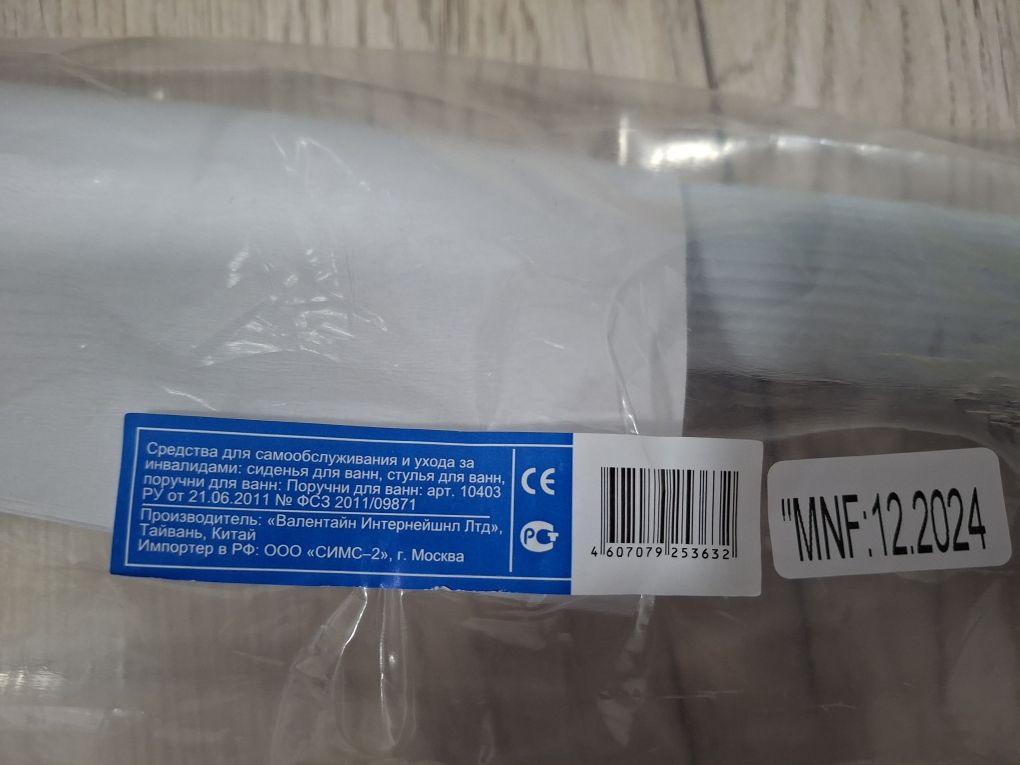 Средства для самообслуживания и ухода за
инвалидами: сиденья для ванн, стулья для ванн,
поручни для ванн: Поручни для ванн: арт. 10403
РУ от 21.06.2011 № ФСЗ 2011/09871
Производитель: «Валентайн Интернейшнл Лтд»,
Тайвань, Китай
Импортер в РФ: ООО «СИМС–2», г. Москва
CE
РСТ
4 607079 253632
"MNF:12.2024